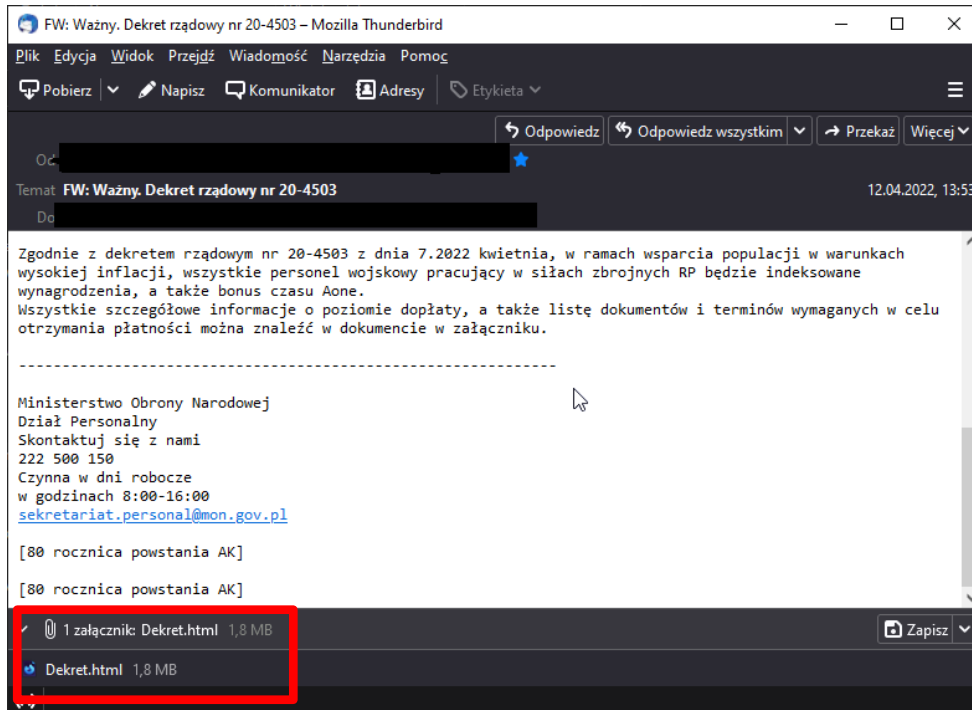 FW: Ważny. Dekret rządowy nr 20-4503 – Mozilla Thunderbird
Plik Edycja Widok Przejdź Wiadomość Narzędzia Pomoc
Pobierz Napisz Komunikator Adresy Etykieta
Odpowiedz Odpowiedz wszystkim Przekaż Więcej
Od
Temat FW: Ważny. Dekret rządowy nr 20-4503 12.04.2022, 13:53
Do
Zgodnie z dekretem rządowym nr 20-4503 z dnia 7.2022 kwietnia, w ramach wsparcia populacji w warunkach
wysokiej inflacji, wszystkie personel wojskowy pracujący w siłach zbrojnych RP będzie indeksowane
wynagrodzenia, a także bonus czasu Aone.
Wszystkie szczegółowe informacje o poziomie dopłaty, a także listę dokumentów i terminów wymaganych w celu
otrzymania płatności można znaleźć w dokumencie w załączniku.
--------------------------------------------------------------
Ministerstwo Obrony Narodowej
Dział Personalny
Skontaktuj się z nami
222 500 150
Czynna w dni robocze
w godzinach 8:00-16:00
sekretariat.personal@mon.gov.pl
[80 rocznica powstania AK]
[80 rocznica powstania AK]
1 załącznik: Dekret.html 1,8 MB Zapisz
Dekret.html 1,8 MB